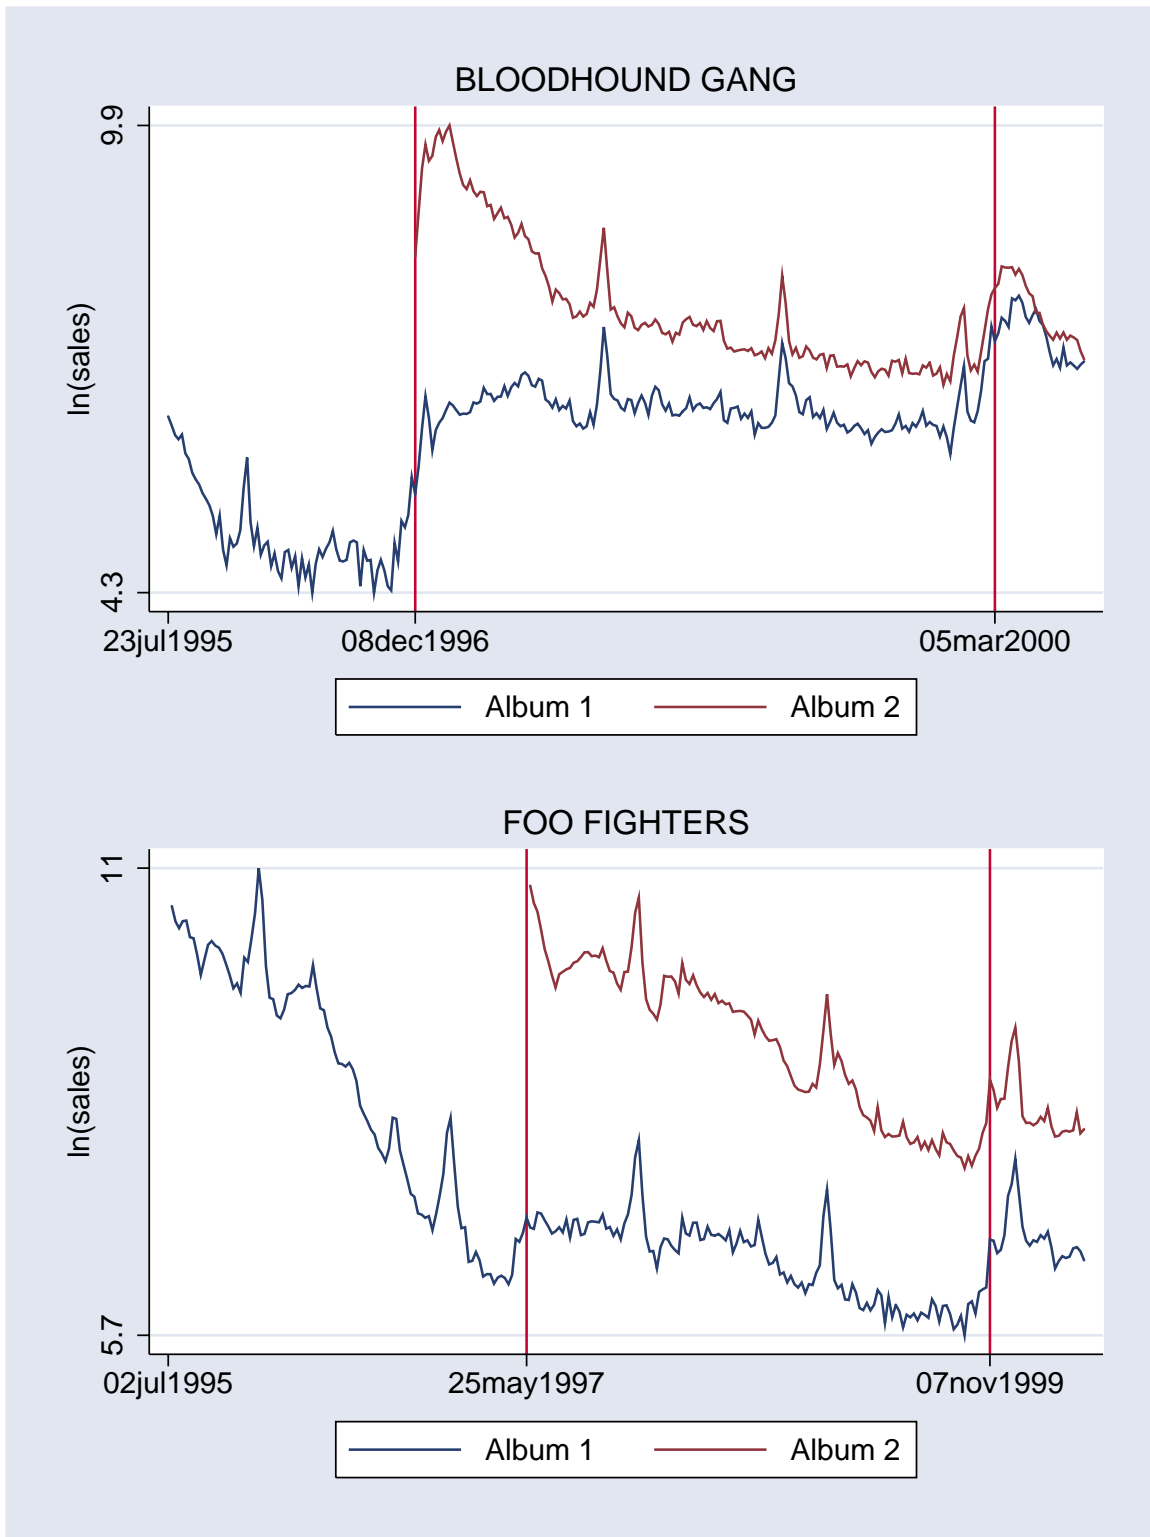 BLOODHOUND GANG
9.9
ln(sales)
4.3
23jul1995 08dec1996 05mar2000
Album 1 Album 2
FOO FIGHTERS
11
ln(sales)
5.7
02jul1995 25may1997 07nov1999
Album 1 Album 2